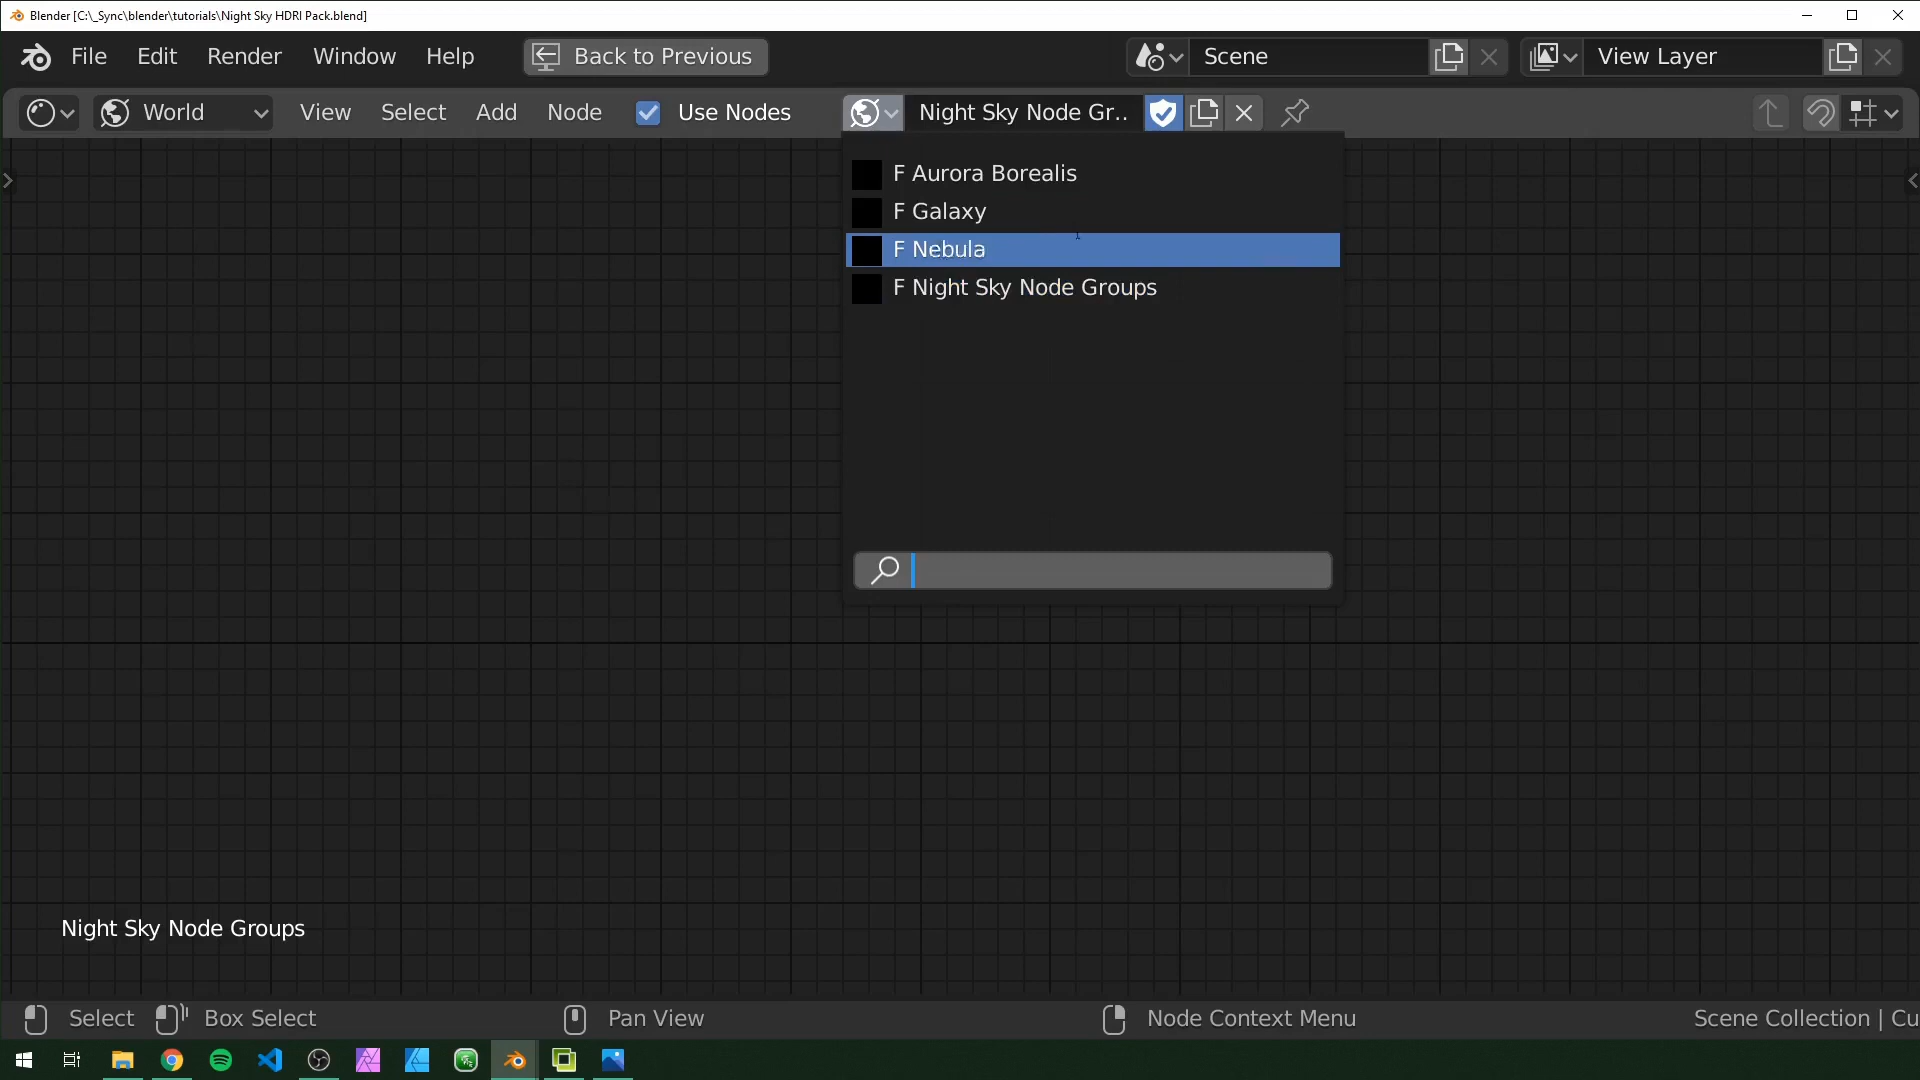 Blender [C:\_Sync\blender\tutorials\Night Sky HDRI Pack.blend]
File Edit Render Window Help Back to Previous Scene View Layer
World View Select Add Node Use Nodes Night Sky Node Gr..
F Aurora Borealis
F Galaxy
F Nebula
F Night Sky Node Groups
Night Sky Node Groups
Select Box Select Pan View Node Context Menu Scene Collection | Cu